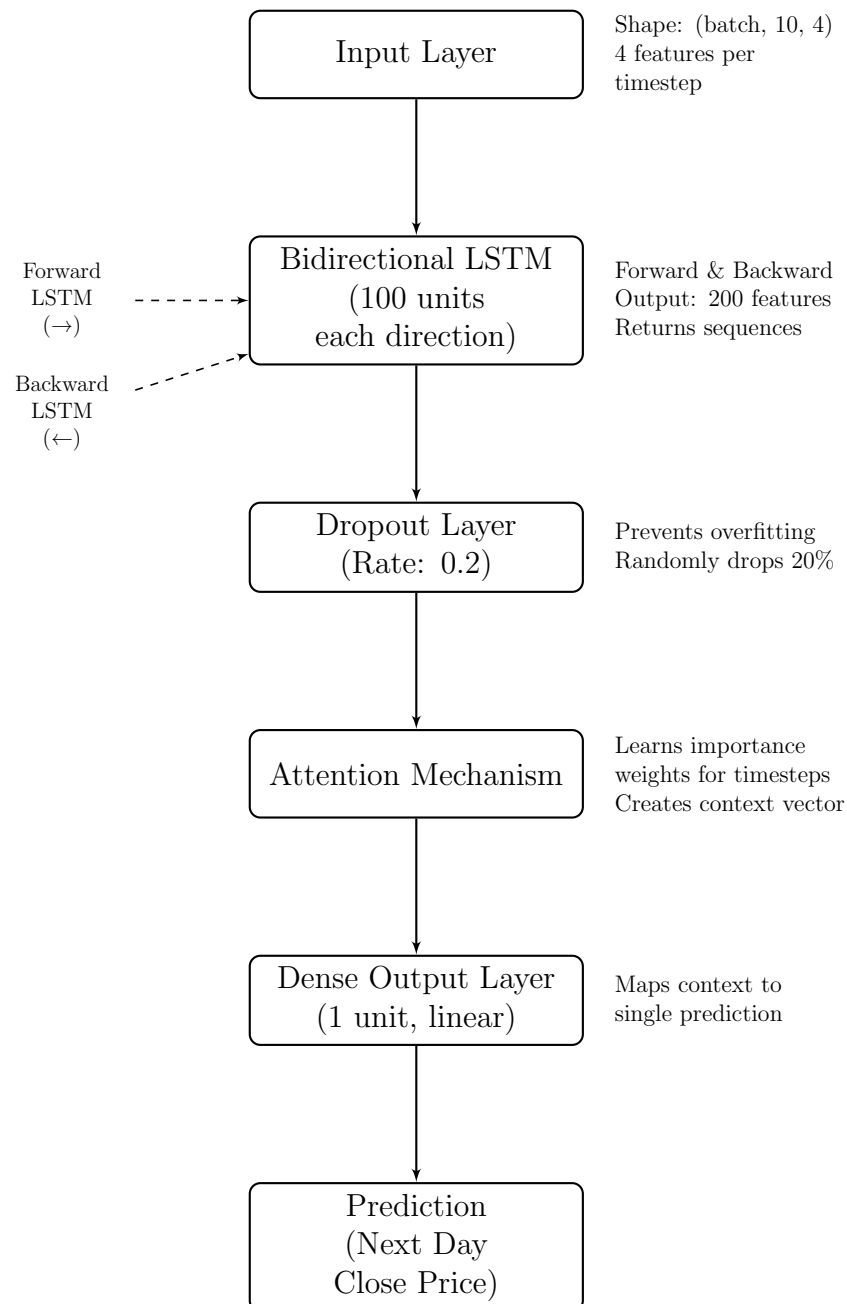 Input Layer
Shape: (batch, 10, 4)
4 features per
timestep
Forward
LSTM
(→)
Backward
LSTM
(←)
Bidirectional LSTM
(100 units
each direction)
Forward & Backward
Output: 200 features
Returns sequences
Dropout Layer
(Rate: 0.2)
Prevents overfitting
Randomly drops 20%
Attention Mechanism
Learns importance
weights for timesteps
Creates context vector
Dense Output Layer
(1 unit, linear)
Maps context to
single prediction
Prediction
(Next Day
Close Price)